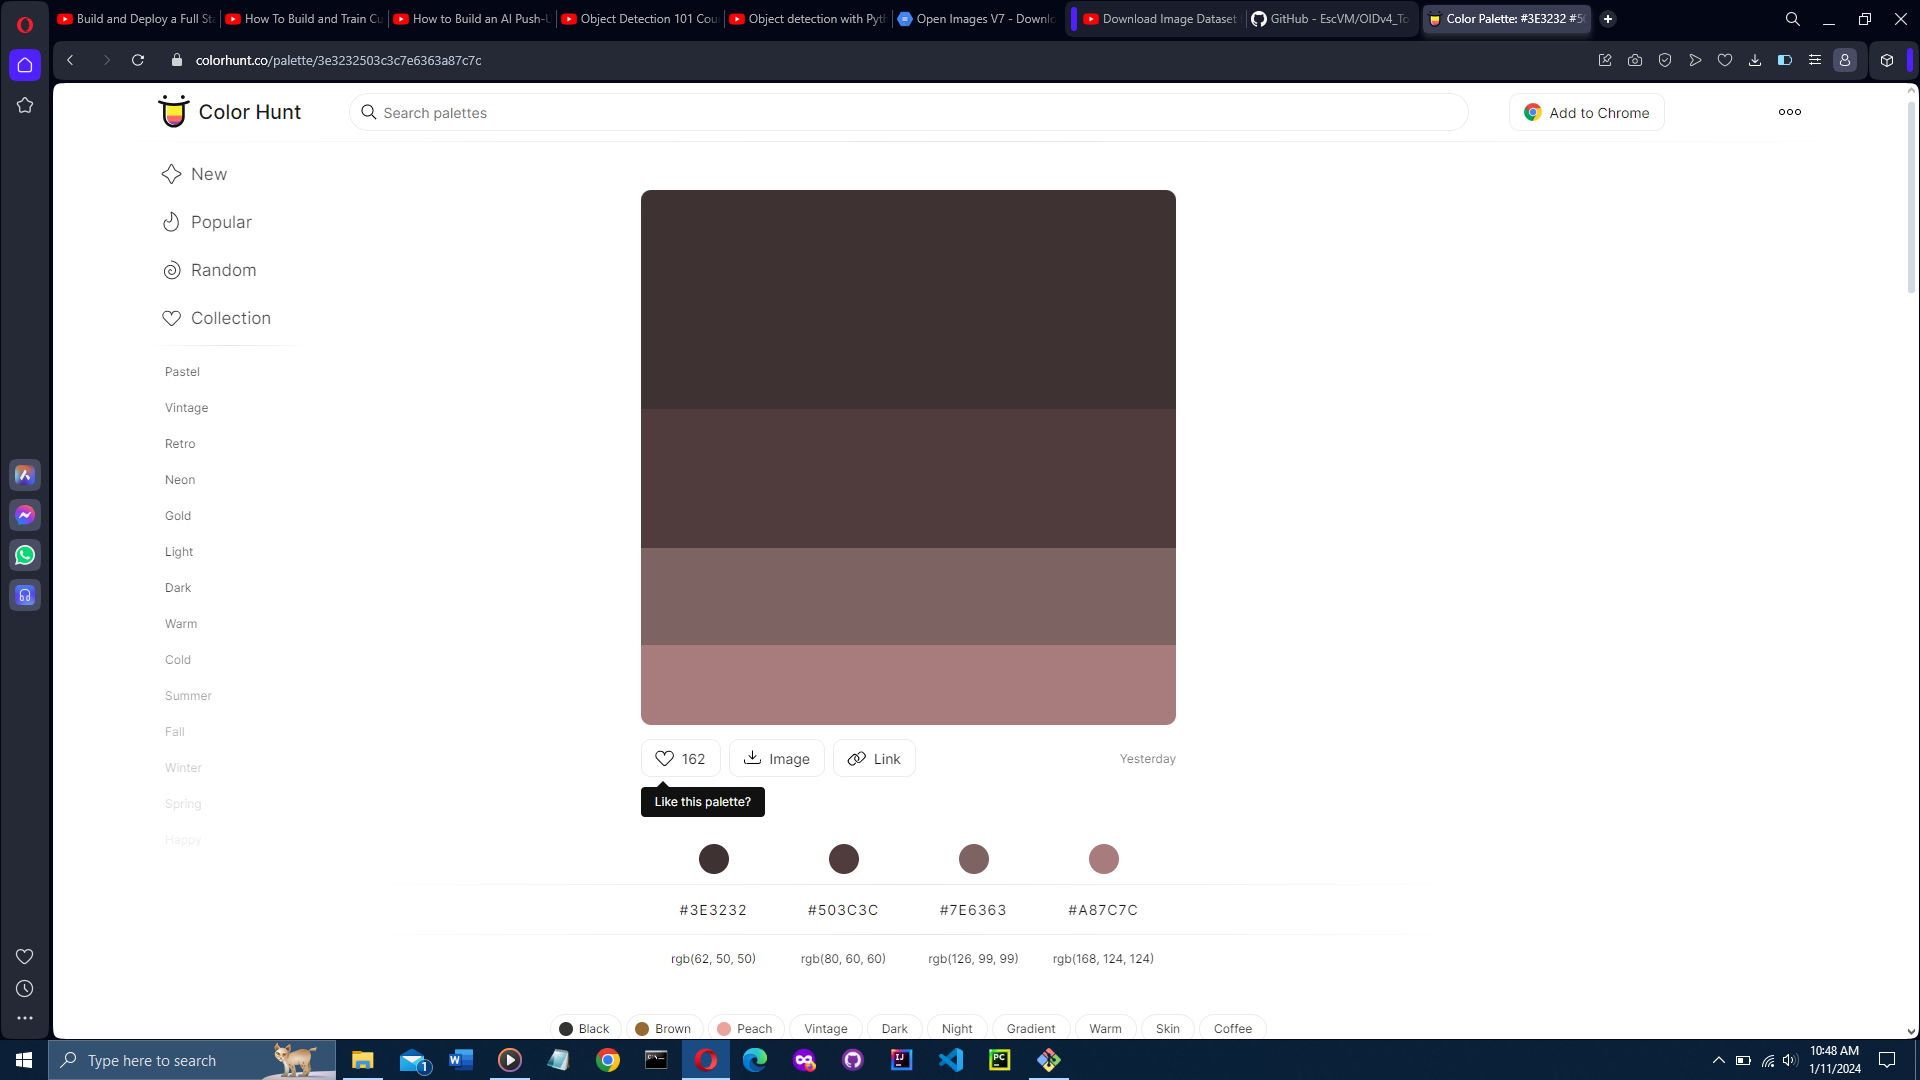 Build and Deploy a Full Sta
How To Build and Train Cu
How to Build an AI Push-U
Object Detection 101 Cour
Object detection with Pyth
Open Images V7 - Downlo
Download Image Dataset
GitHub - EscVM/OIDv4_To
Color Palette: #3E3232 #50
colorhunt.co/palette/3e3232503c3c7e6363a87c7c
Color Hunt
Search palettes
Add to Chrome
New
Popular
Random
Collection
Pastel
Vintage
Retro
Neon
Gold
Light
Dark
Warm
Cold
Summer
Fall
Winter
Spring
Happy
162
Image
Link
Yesterday
Like this palette?
#3E3232
#503C3C
#7E6363
#A87C7C
rgb(62, 50, 50)
rgb(80, 60, 60)
rgb(126, 99, 99)
rgb(168, 124, 124)
Black
Brown
Peach
Vintage
Dark
Night
Gradient
Warm
Skin
Coffee
Type here to search
1
10:48 AM
1/11/2024